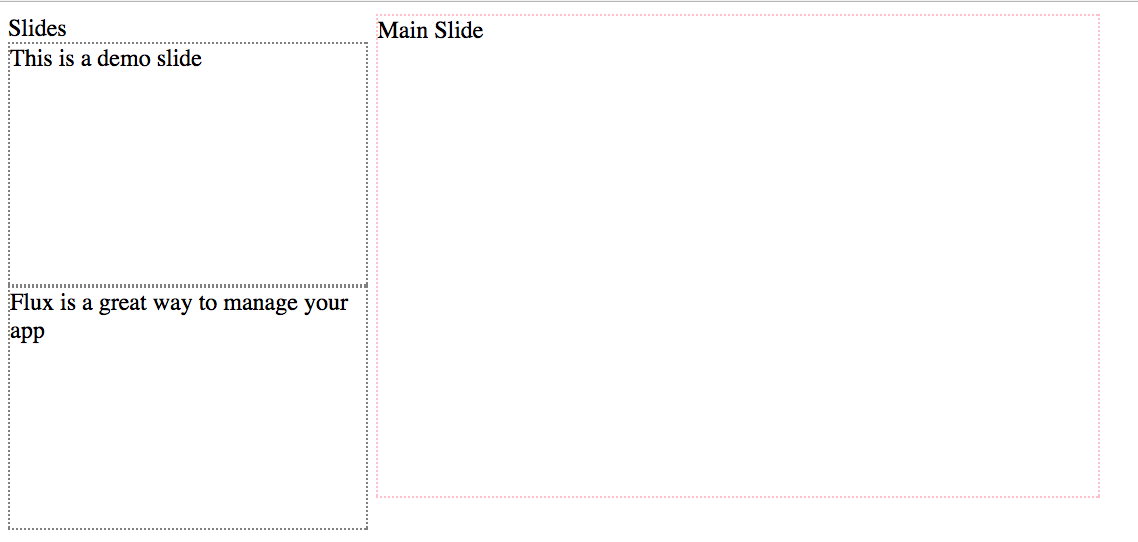 Slides
This is a demo slide
Flux is a great way to manage your
app
Main Slide